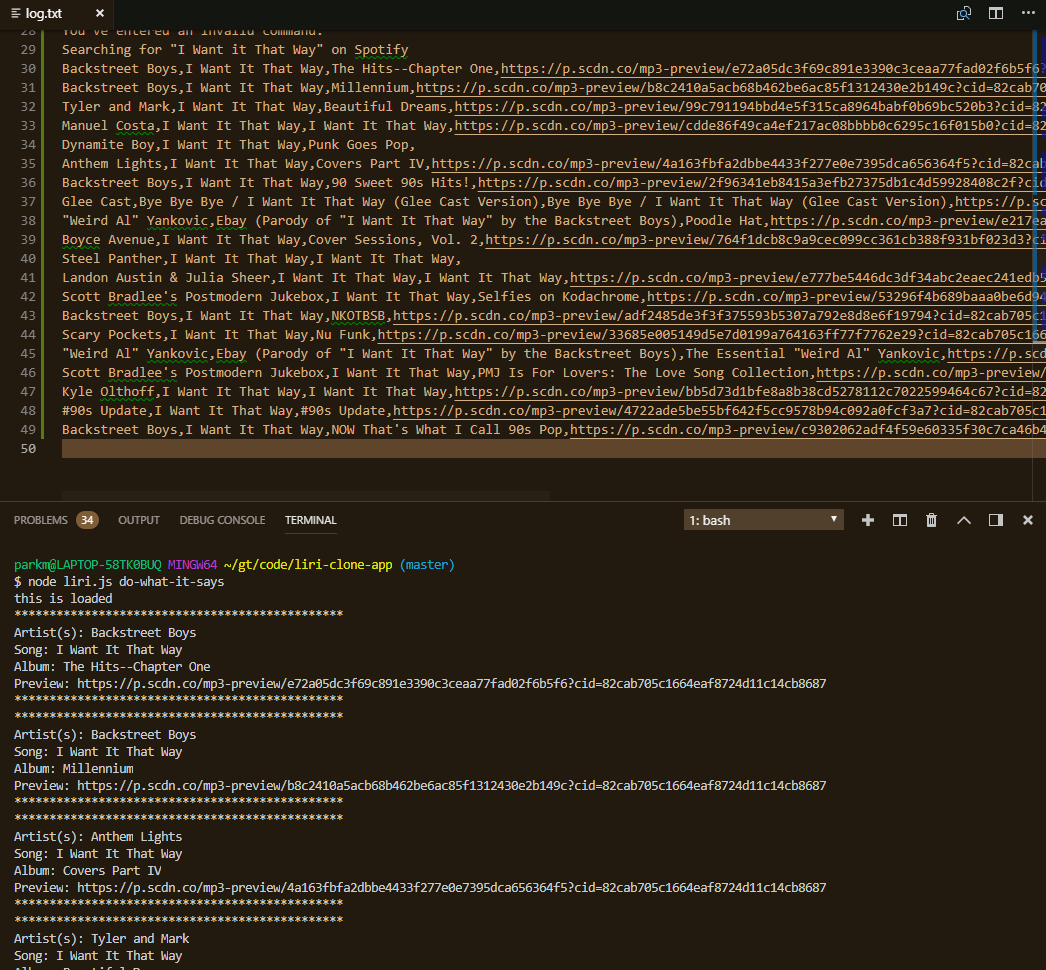 log.txt ×
28 You've entered an invalid command.
29 Searching for "I Want it That Way" on Spotify
30 Backstreet Boys,I Want It That Way,The Hits--Chapter One,https://p.scdn.co/mp3-preview/e72a05dc3f69c891e3390c3ceaa77fad02f6b5f6?
31 Backstreet Boys,I Want It That Way,Millennium,https://p.scdn.co/mp3-preview/b8c2410a5acb68b462be6ac85f1312430e2b149c?cid=82cab70
32 Tyler and Mark,I Want It That Way,Beautiful Dreams,https://p.scdn.co/mp3-preview/99c791194bbd4e5f315ca8964babf0b69bc520b3?cid=82
33 Manuel Costa,I Want It That Way,I Want It That Way,https://p.scdn.co/mp3-preview/cdde86f49ca4ef217ac08bbbb0c6295c16f015b0?cid=82
34 Dynamite Boy,I Want It That Way,Punk Goes Pop,
35 Anthem Lights,I Want It That Way,Covers Part IV,https://p.scdn.co/mp3-preview/4a163fbfa2dbbe4433f277e0e7395dca656364f5?cid=82cab
36 Backstreet Boys,I Want It That Way,90 Sweet 90s Hits!,https://p.scdn.co/mp3-preview/2f96341eb8415a3efb27375db1c4d59928408c2f?cid
37 Glee Cast,Bye Bye Bye / I Want It That Way (Glee Cast Version),Bye Bye Bye / I Want It That Way (Glee Cast Version),https://p.sc
38 "Weird Al" Yankovic,Ebay (Parody of "I Want It That Way" by the Backstreet Boys),Poodle Hat,https://p.scdn.co/mp3-preview/e217ea
39 Boyce Avenue,I Want It That Way,Cover Sessions, Vol. 2,https://p.scdn.co/mp3-preview/764f1dcb8c9a9cec099cc361cb388f931bf023d3?ci
40 Steel Panther,I Want It That Way,I Want It That Way,
41 Landon Austin & Julia Sheer,I Want It That Way,I Want It That Way,https://p.scdn.co/mp3-preview/e777be5446dc3df34abc2eaec241edb5
42 Scott Bradlee's Postmodern Jukebox,I Want It That Way,Selfies on Kodachrome,https://p.scdn.co/mp3-preview/53296f4b689baaa0be6d94
43 Backstreet Boys,I Want It That Way,NKOTBSB,https://p.scdn.co/mp3-preview/adf2485de3f3f375593b5307a792e8d8e6f19794?cid=82cab705c1
44 Scary Pockets,I Want It That Way,Nu Funk,https://p.scdn.co/mp3-preview/33685e005149d5e7d0199a764163ff77f7762e29?cid=82cab705c166
45 "Weird Al" Yankovic,Ebay (Parody of "I Want It That Way" by the Backstreet Boys),The Essential "Weird Al" Yankovic,https://p.scd
46 Scott Bradlee's Postmodern Jukebox,I Want It That Way,PMJ Is For Lovers: The Love Song Collection,https://p.scdn.co/mp3-preview/
47 Kyle Olthoff,I Want It That Way,I Want It That Way,https://p.scdn.co/mp3-preview/bb5d73d1bfe8a8b38cd5278112c7022599464c67?cid=82
48 #90s Update,I Want It That Way,#90s Update,https://p.scdn.co/mp3-preview/4722ade5be55bf642f5cc9578b94c092a0fcf3a7?cid=82cab705c1
49 Backstreet Boys,I Want It That Way,NOW That's What I Call 90s Pop,https://p.scdn.co/mp3-preview/c9302062adf4f59e60335f30c7ca46b4
50
PROBLEMS 34 OUTPUT DEBUG CONSOLE TERMINAL 1: bash
parkm@LAPTOP-58TK0BUQ MINGW64 ~/gt/code/liri-clone-app (master)
$ node liri.js do-what-it-says
this is loaded
***********************************************
Artist(s): Backstreet Boys
Song: I Want It That Way
Album: The Hits--Chapter One
Preview: https://p.scdn.co/mp3-preview/e72a05dc3f69c891e3390c3ceaa77fad02f6b5f6?cid=82cab705c1664eaf8724d11c14cb8687
***********************************************
***********************************************
Artist(s): Backstreet Boys
Song: I Want It That Way
Album: Millennium
Preview: https://p.scdn.co/mp3-preview/b8c2410a5acb68b462be6ac85f1312430e2b149c?cid=82cab705c1664eaf8724d11c14cb8687
***********************************************
***********************************************
Artist(s): Anthem Lights
Song: I Want It That Way
Album: Covers Part IV
Preview: https://p.scdn.co/mp3-preview/4a163fbfa2dbbe4433f277e0e7395dca656364f5?cid=82cab705c1664eaf8724d11c14cb8687
***********************************************
***********************************************
Artist(s): Tyler and Mark
Song: I Want It That Way
Album: Beautiful Dreams